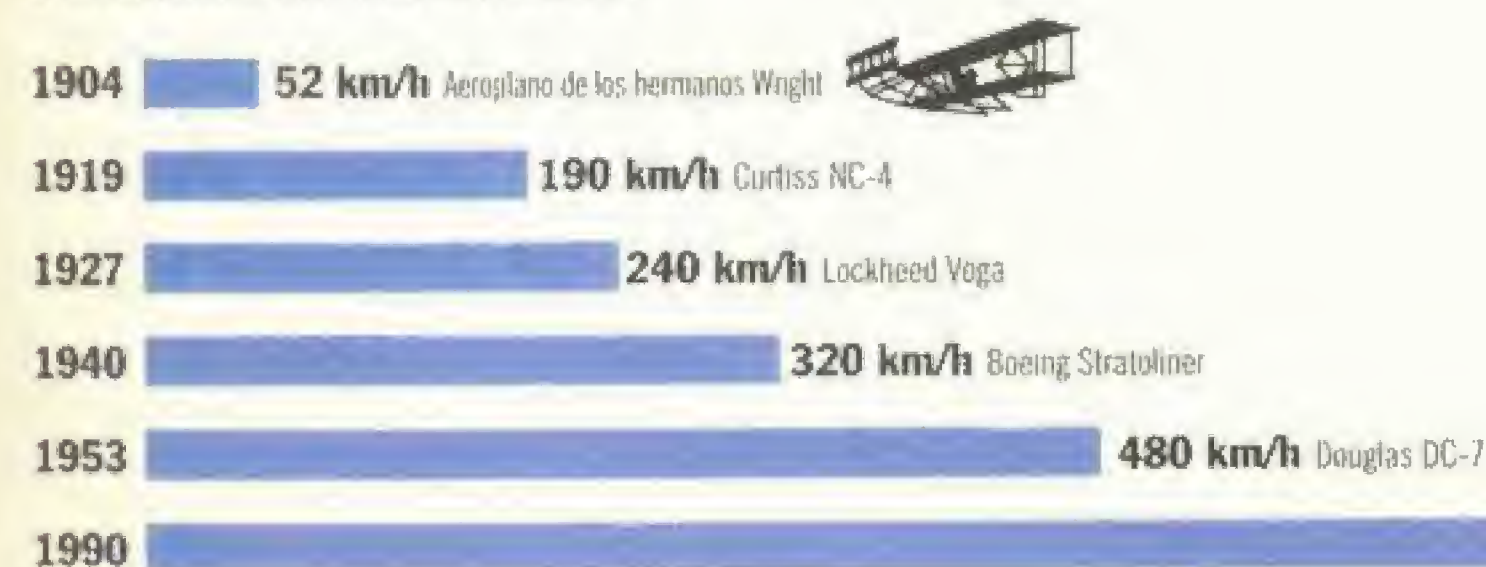 1904 52 km/h Aeroplano de los hermanos Wright
1919 190 km/h Curtiss NC-4
1927 240 km/h Lockheed Vega
1940 320 km/h Boeing Stratoliner
1953 480 km/h Douglas DC-7
1990